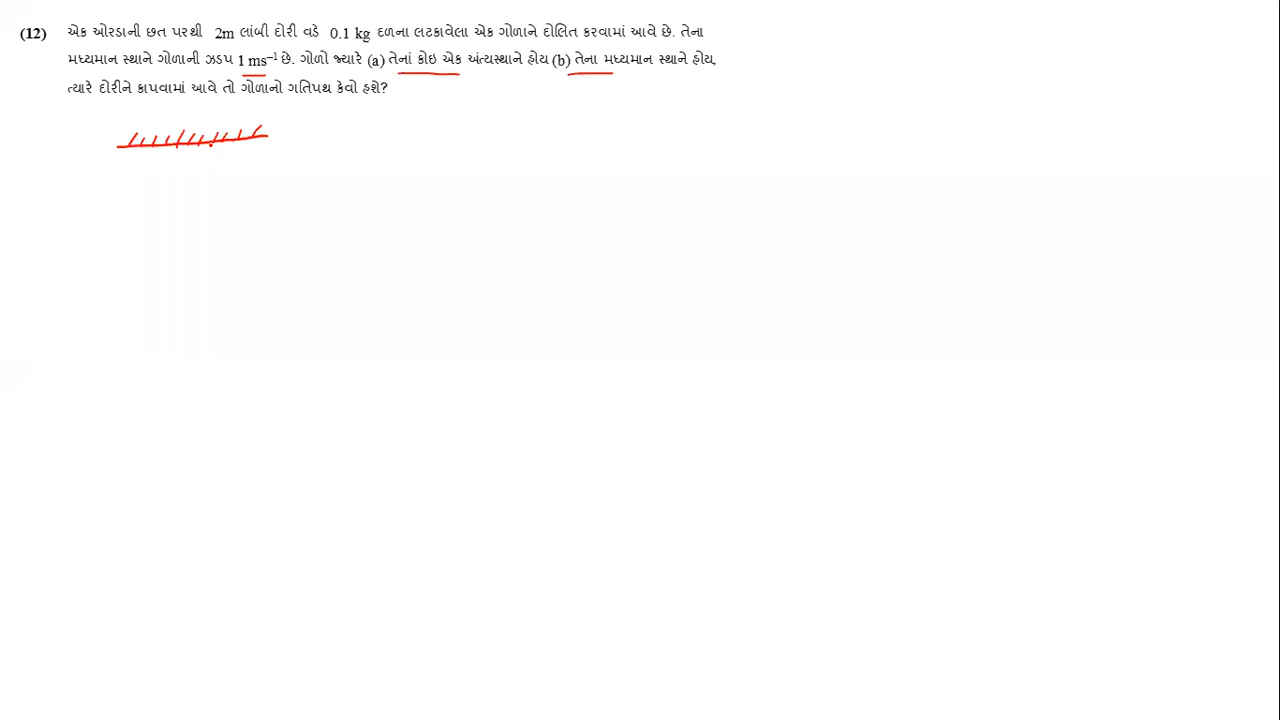 (12) એક ઓરડાની છત પરથી 2m લાંબી દોરી વડે 0.1 kg દળના લટકાવેલા એક ગોળાને દોલિત કરવામાં આવે છે. તેના
મધ્યમાન સ્થાને ગોળાની ઝડપ 1 ms⁻¹ છે. ગોળો જ્યારે (a) તેનાં કોઇ એક અંત્યસ્થાને હોય (b) તેના મધ્યમાન સ્થાને હોય,
ત્યારે દોરીને કાપવામાં આવે તો ગોળાનો ગતિપથ કેવો હશે?